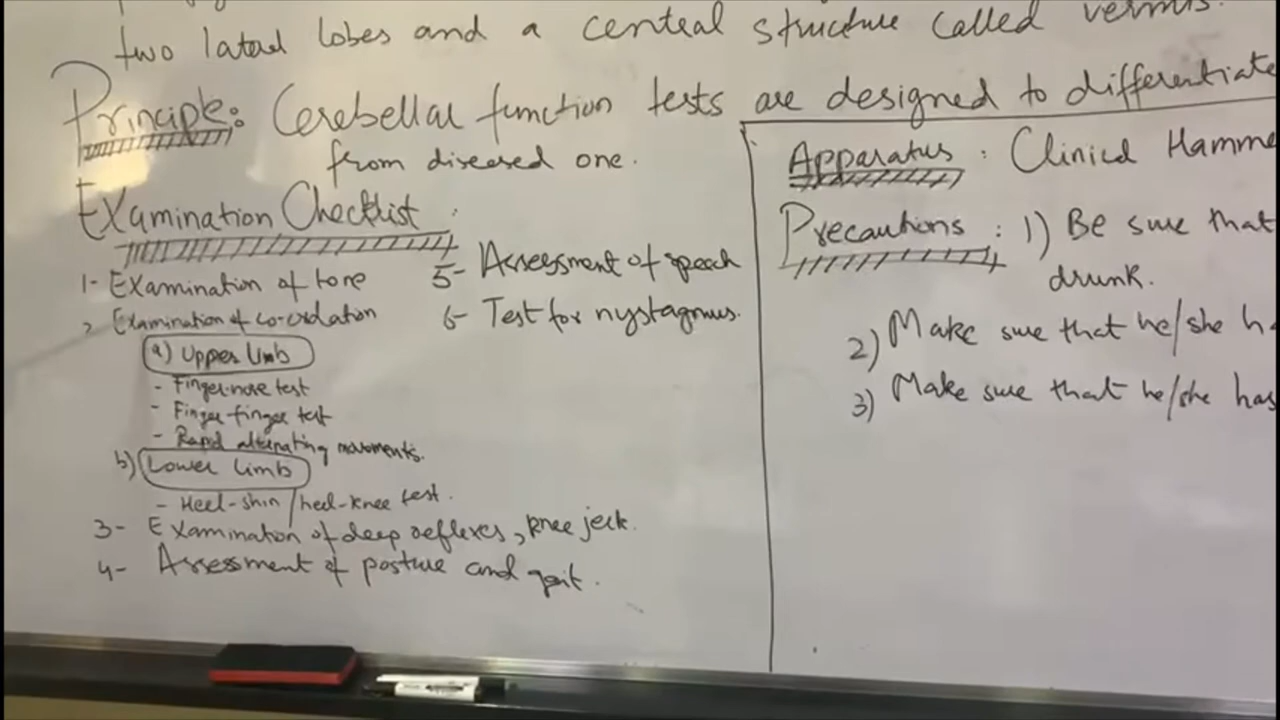 two lateral lobes and a central structure called vermis.
Principle: Cerebellar function tests are designed to differentiate
from diseased one.
Examination Checklist:
1- Examination of tone
2 Examination of co-ordation
a) Upper limb
- Finger-nose test
- Finger-finger test
- Rapid alternating movements.
b) Lower limb
- Heel-shin/heel-knee test.
3- Examination of deep reflexes, knee jerk.
4- Assessment of posture and gait.
5- Assessment of speech
6- Test for nystagmus.
Apparatus: Clinical Hamme
Precautions: 1) Be sure that
drunk.
2) Make sure that he/she ha
3) Make sure that he/she has